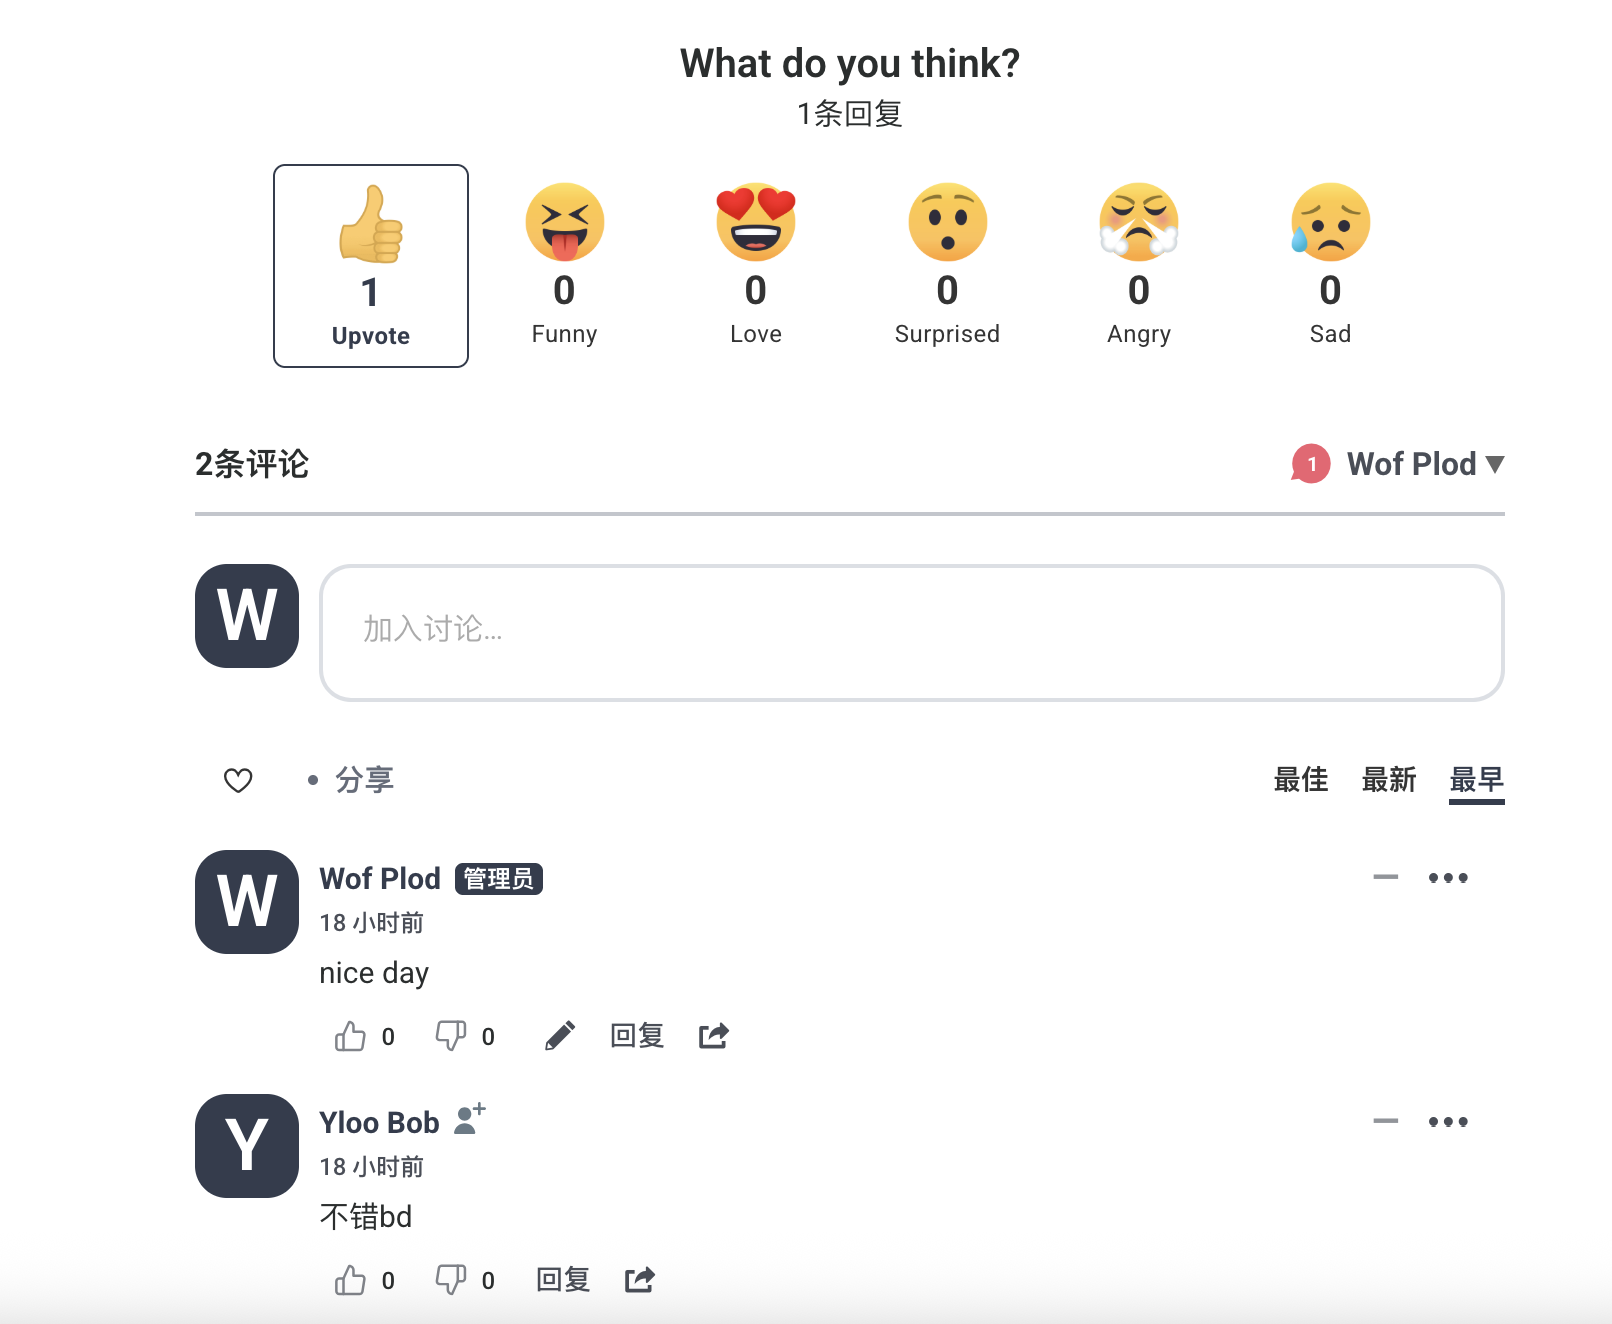 What do you think?
1条回复
1 0 0 0 0 0
Upvote Funny Love Surprised Angry Sad
2条评论 1 Wof Plod
W 加入讨论...
分享 最佳 最新 最早
W Wof Plod 管理员
18 小时前
nice day
0 0 回复
Y Yloo Bob
18 小时前
不错bd
0 0 回复